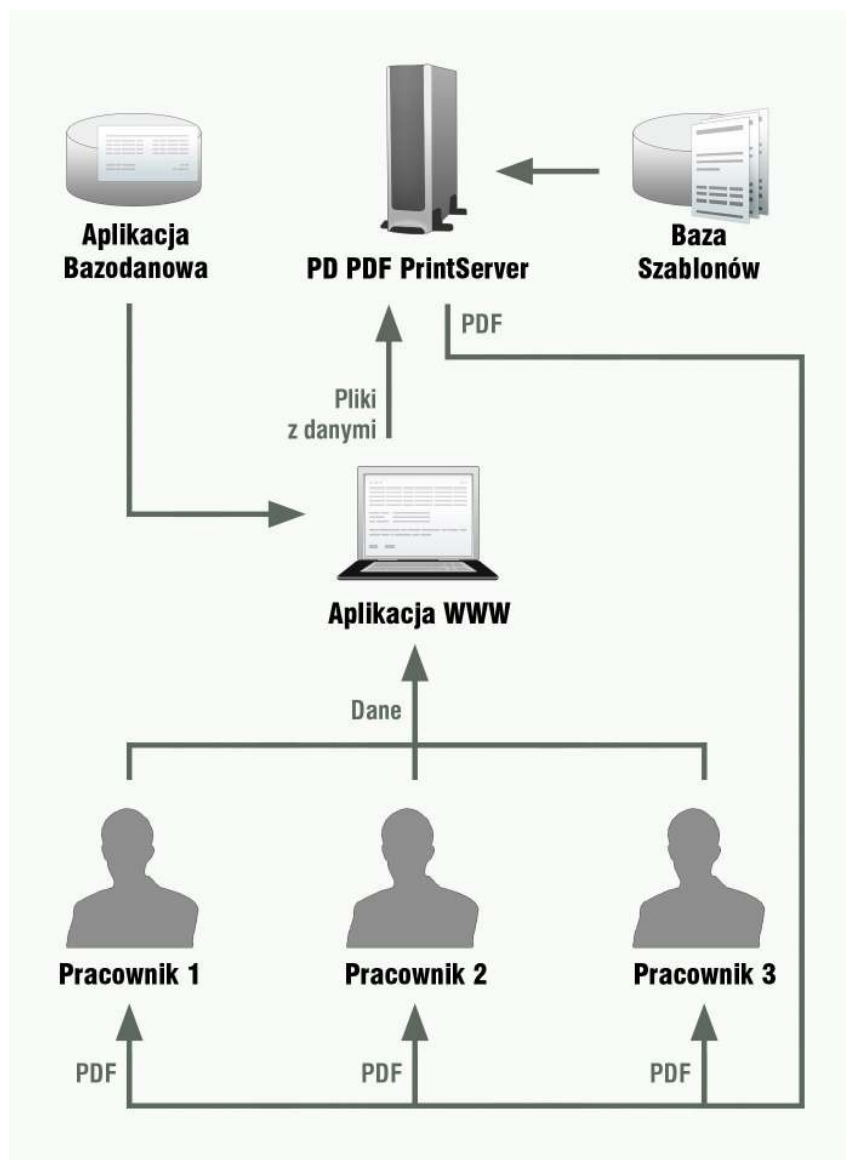 Aplikacja
Bazodanowa
PD PDF PrintServer
Baza
Szablonów
PDF
Pliki
z danymi
Aplikacja WWW
Dane
Pracownik 1
Pracownik 2
Pracownik 3
PDF
PDF
PDF